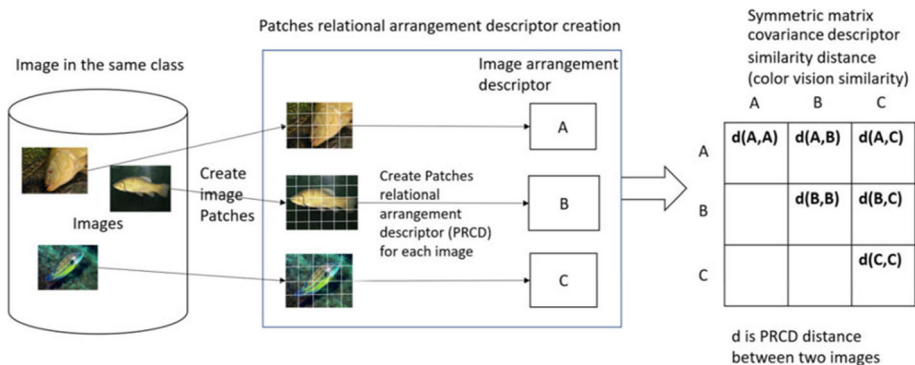 Image in the same class
Images
Create
image
Patches
Patches relational arrangement descriptor creation
Image arrangement
descriptor
A
Create Patches
relational
arrangement
descriptor (PRCD)
for each image
B
C
Symmetric matrix
covariance descriptor
similarity distance
(color vision similarity)
A B C
A d(A,A) d(A,B) d(A,C)
B d(B,B) d(B,C)
C d(C,C)
d is PRCD distance
between two images